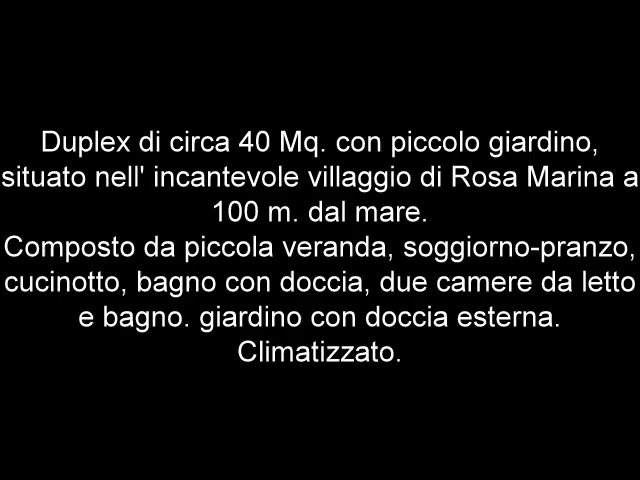 Duplex di circa 40 Mq. con piccolo giardino,
situato nell' incantevole villaggio di Rosa Marina a
100 m. dal mare.
Composto da piccola veranda, soggiorno-pranzo,
cucinotto, bagno con doccia, due camere da letto
e bagno. giardino con doccia esterna.
Climatizzato.